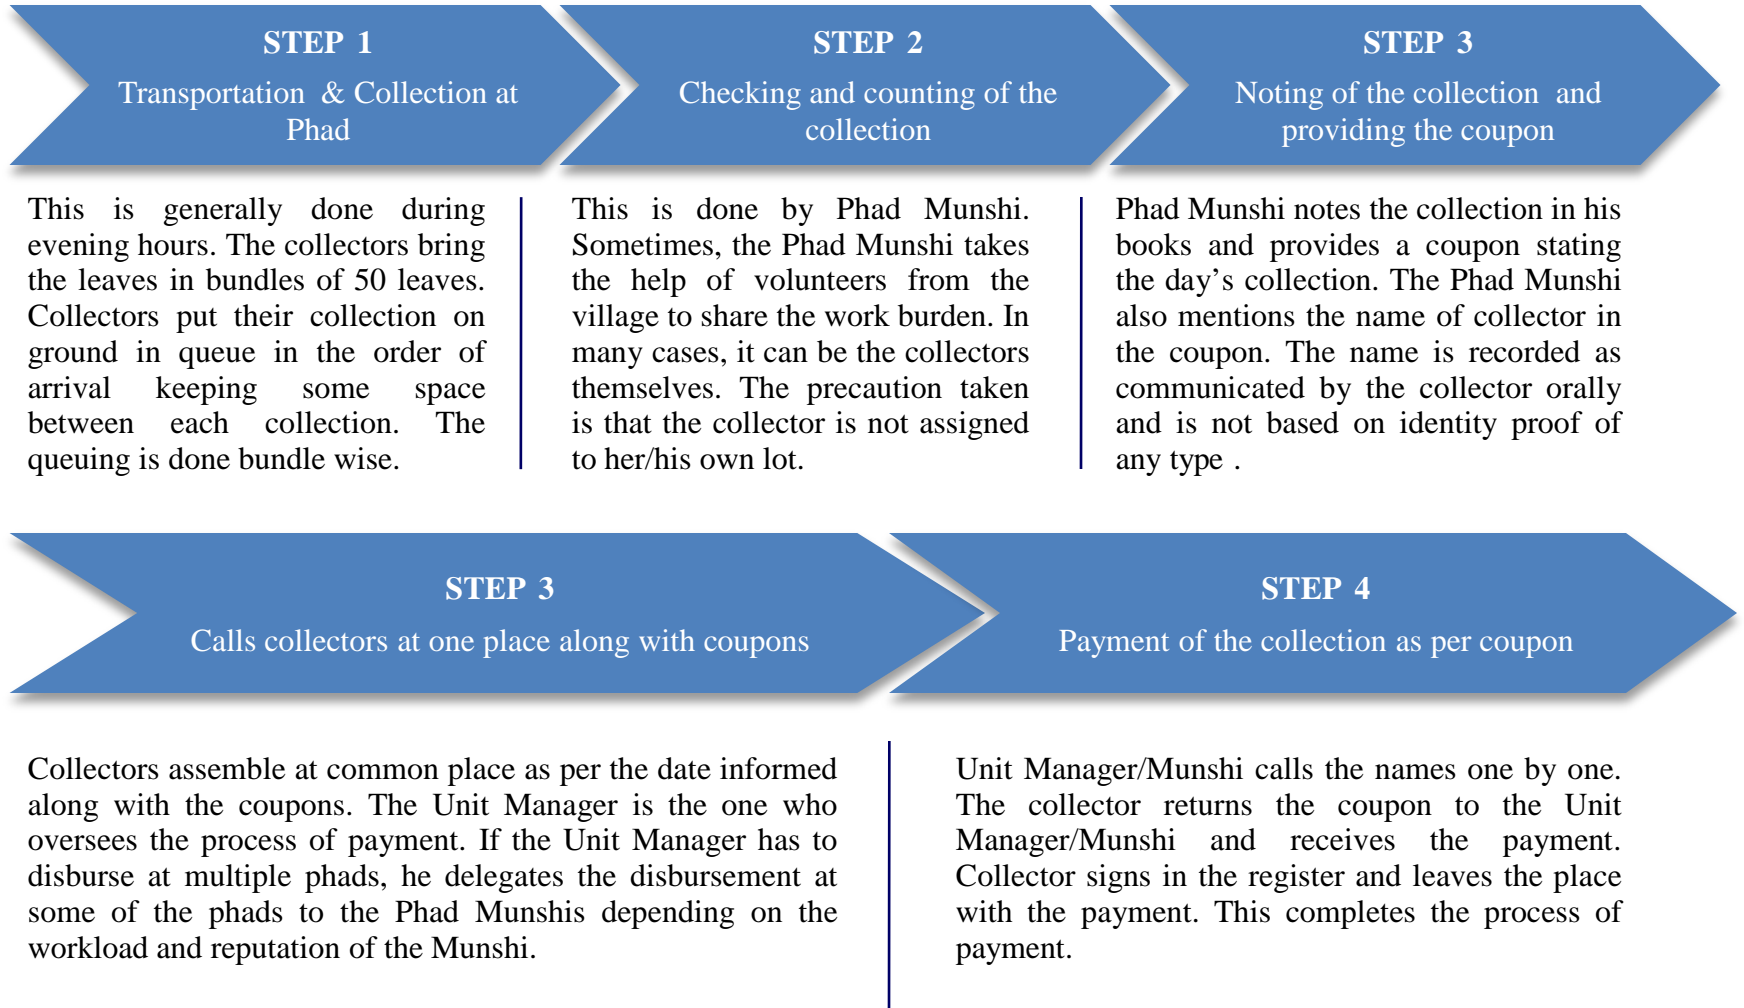 STEP 1
Transportation & Collection at
Phad
STEP 2
Checking and counting of the
collection
STEP 3
Noting of the collection and
providing the coupon
This is generally done during
evening hours. The collectors bring
the leaves in bundles of 50 leaves.
Collectors put their collection on
ground in queue in the order of
arrival keeping some space
between each collection. The
queuing is done bundle wise.
This is done by Phad Munshi.
Sometimes, the Phad Munshi takes
the help of volunteers from the
village to share the work burden. In
many cases, it can be the collectors
themselves. The precaution taken
is that the collector is not assigned
to her/his own lot.
Phad Munshi notes the collection in his
books and provides a coupon stating
the day’s collection. The Phad Munshi
also mentions the name of collector in
the coupon. The name is recorded as
communicated by the collector orally
and is not based on identity proof of
any type .
STEP 3
Calls collectors at one place along with coupons
STEP 4
Payment of the collection as per coupon
Collectors assemble at common place as per the date informed
along with the coupons. The Unit Manager is the one who
oversees the process of payment. If the Unit Manager has to
disburse at multiple phads, he delegates the disbursement at
some of the phads to the Phad Munshis depending on the
workload and reputation of the Munshi.
Unit Manager/Munshi calls the names one by one.
The collector returns the coupon to the Unit
Manager/Munshi and receives the payment.
Collector signs in the register and leaves the place
with the payment. This completes the process of
payment.